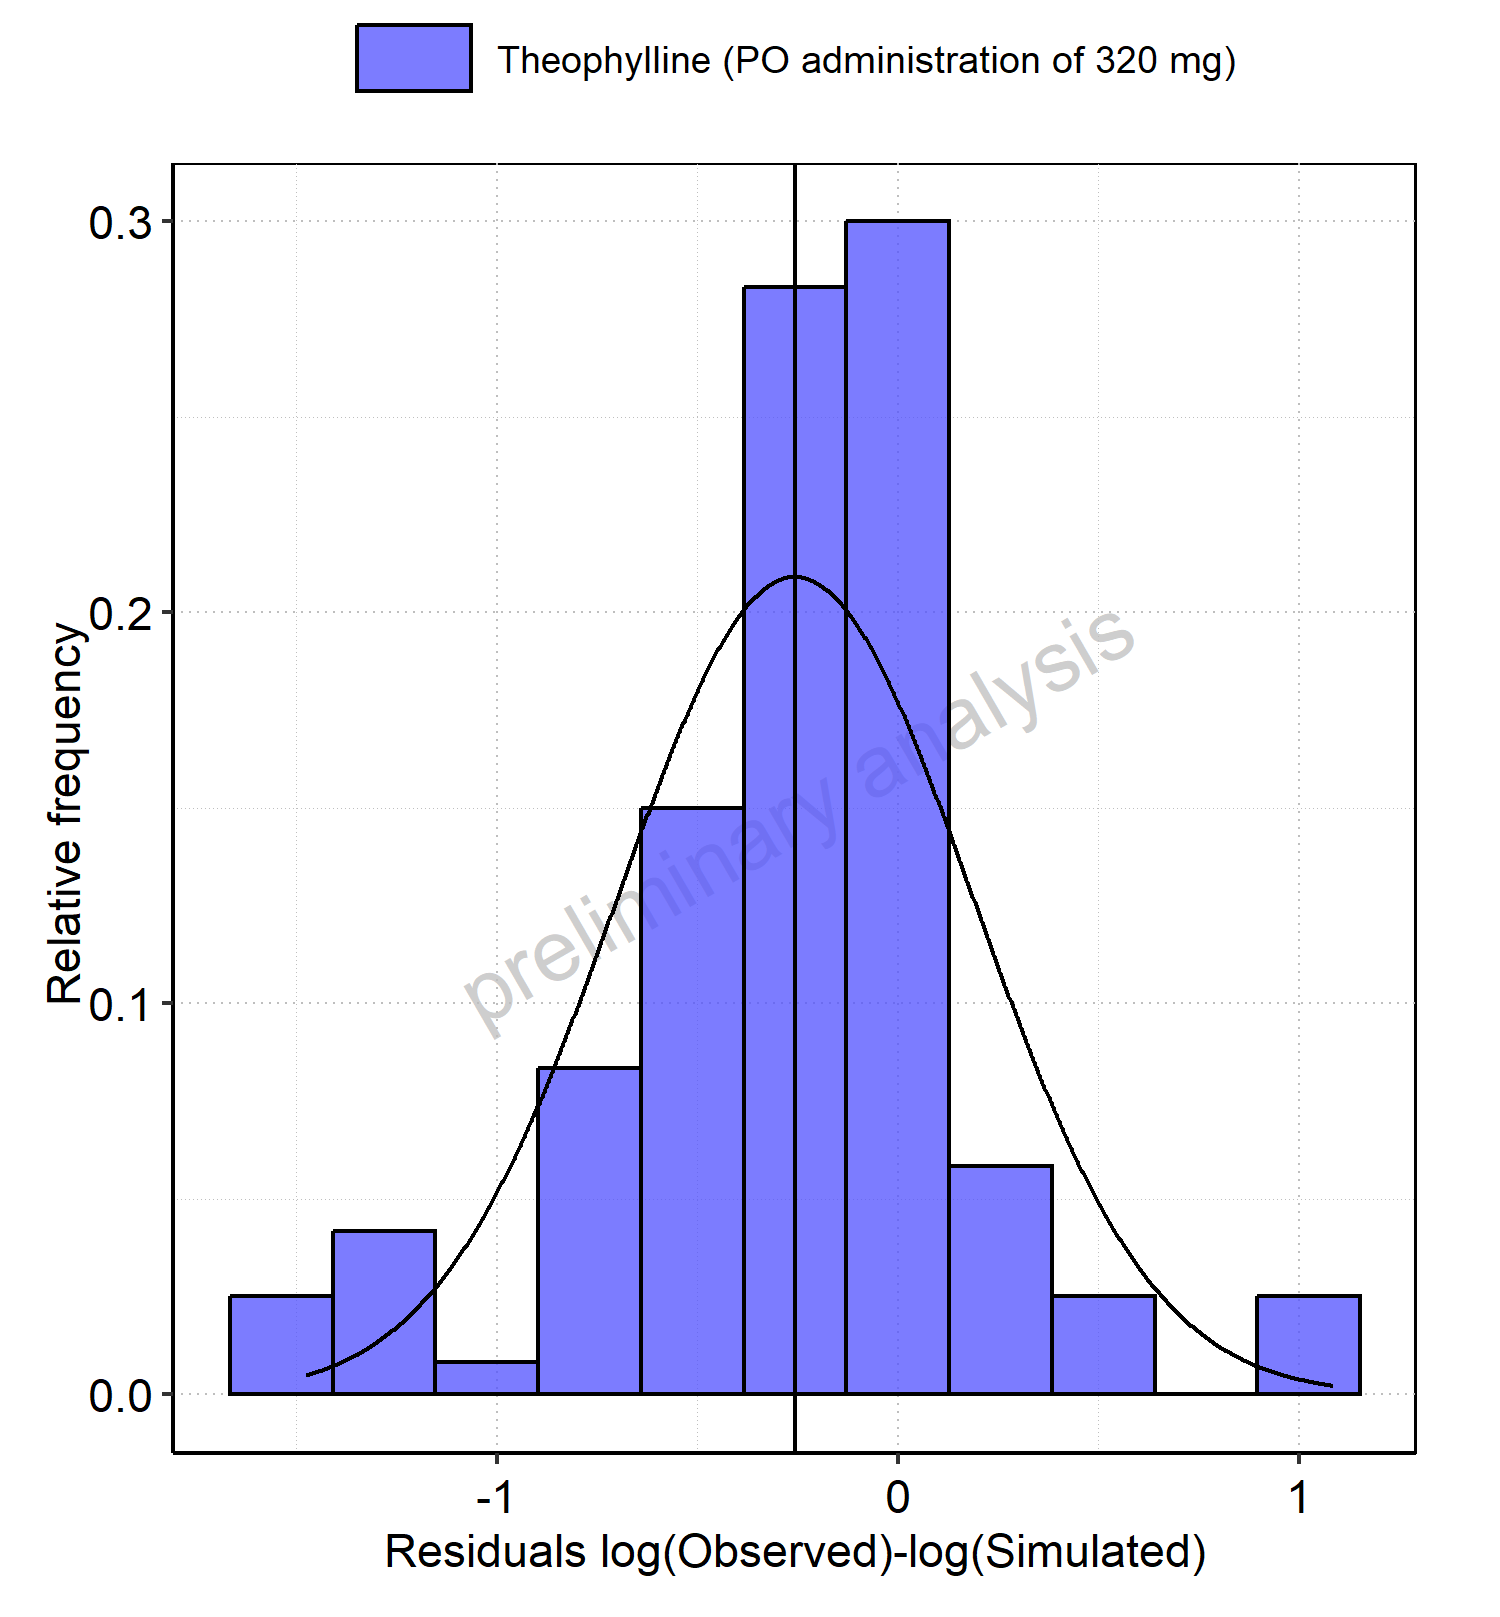 Theophylline (PO administration of 320 mg)
0.3
0.2
0.1
0.0
Relative frequency
preliminary analysis
-1 0 1
Residuals log(Observed)-log(Simulated)